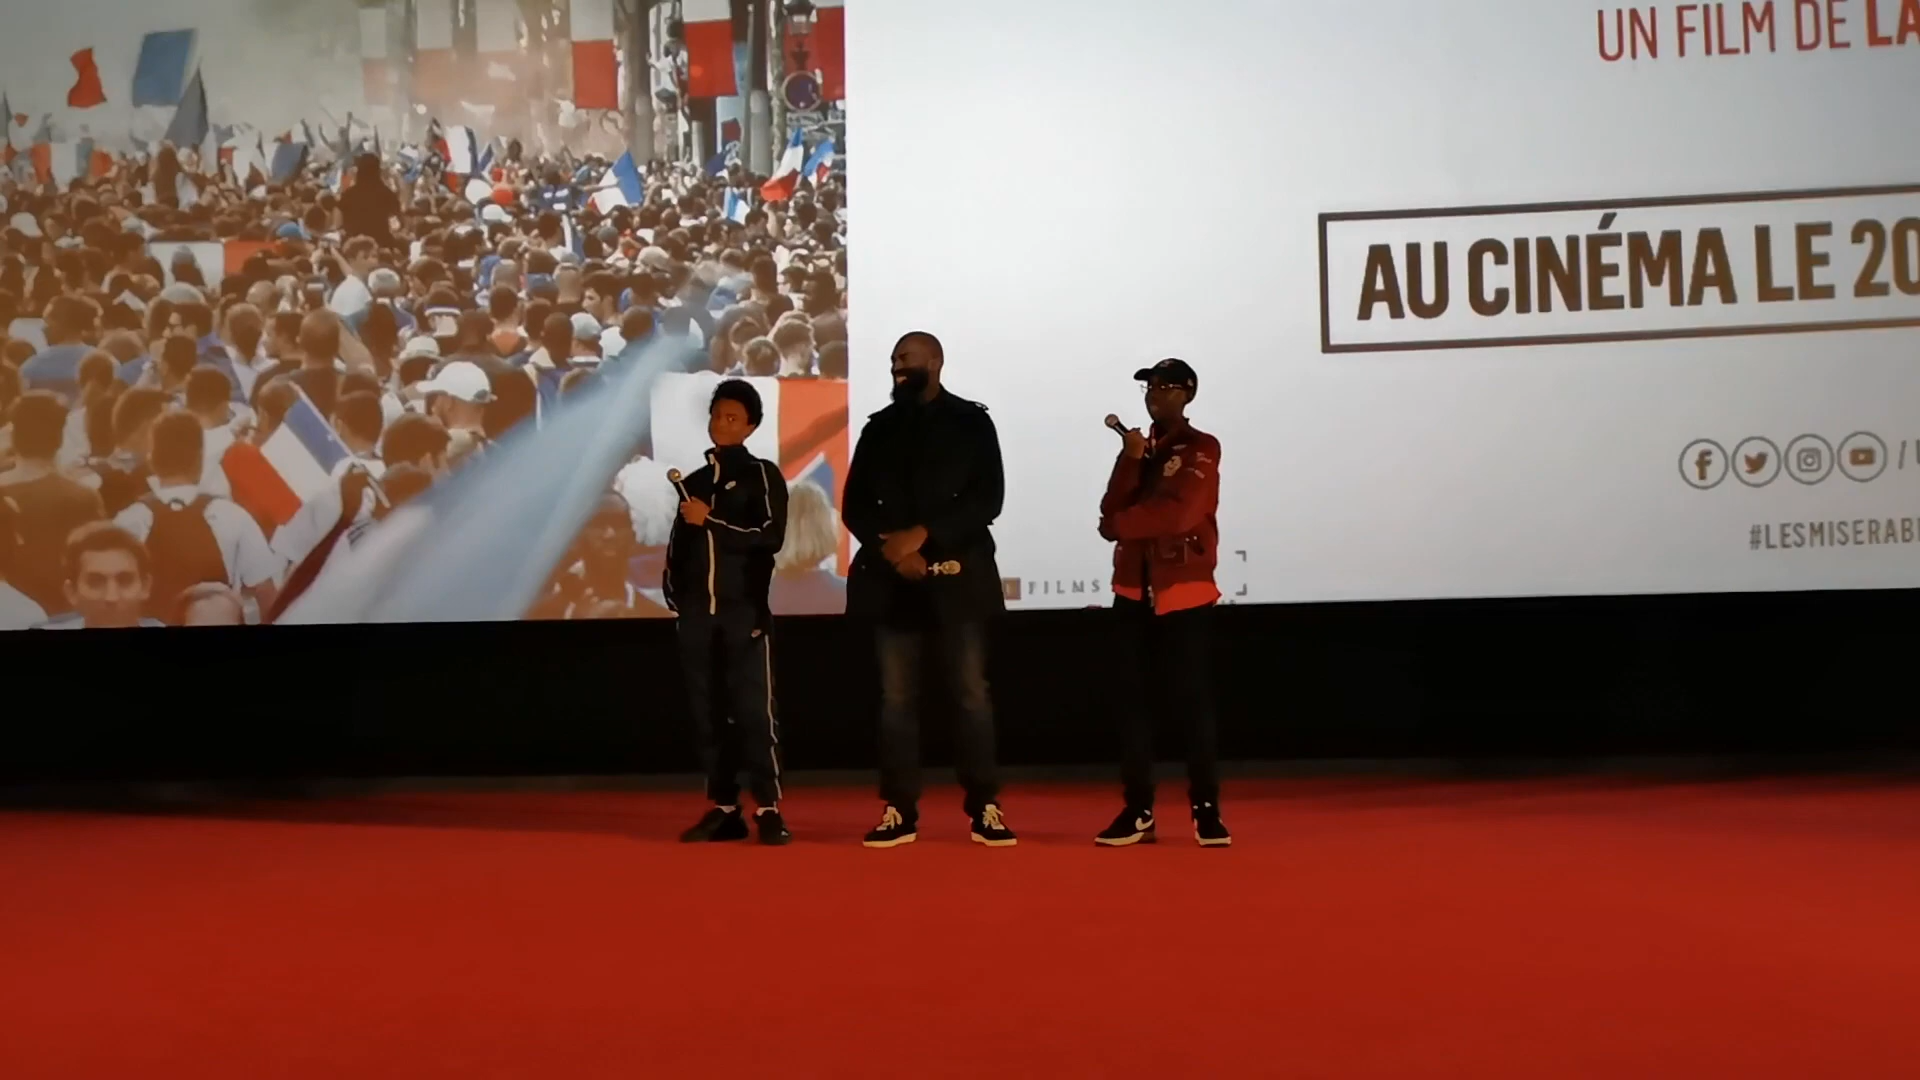 UN FILM DE LA
AU CINÉMA LE 20
/
#LESMISERAB
FILMS